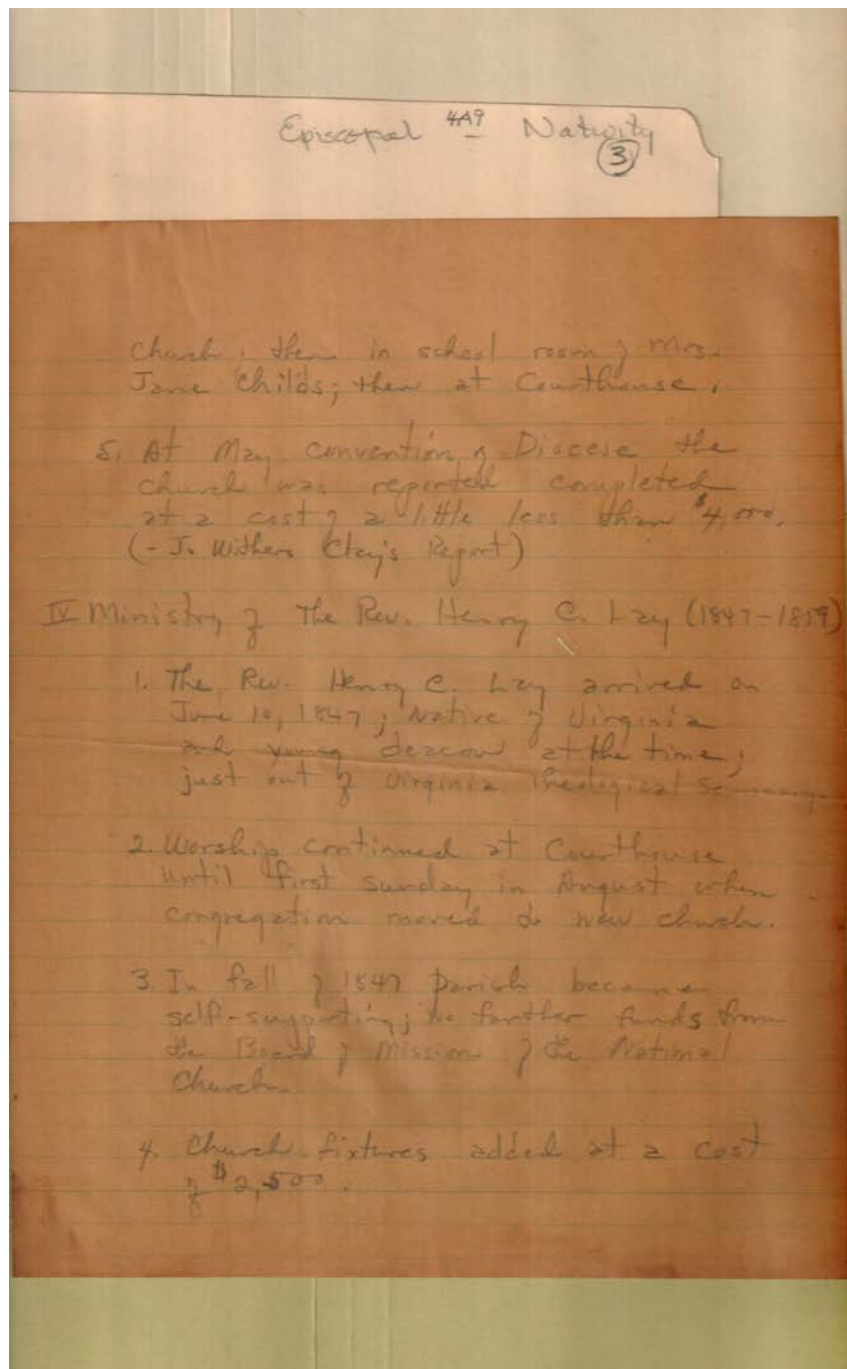 Episcopal 4A9 Nativity
3
Church; then in school room of Mrs.
Jane Childs; then at Courthouse.
5. At May convention of Diocese the
church was reported completed
at a cost of a little less than $4,000.
(- J. Withers Clay's Report)
IV Ministry of The Rev. Henry C. Lay (1847-1859)
1. The Rev. Henry C. Lay arrived on
June 10, 1847; Native of Virginia
and young deacon at the time;
just out of Virginia Theological Seminary
2. Worship continued at Courthouse
until first Sunday in August when
congregation moved to new church.
3. In fall of 1847 parish became
self-supporting; no further funds from
the Board of Mission of the National
Church.
4. Church fixtures added at a cost
of $2,500.